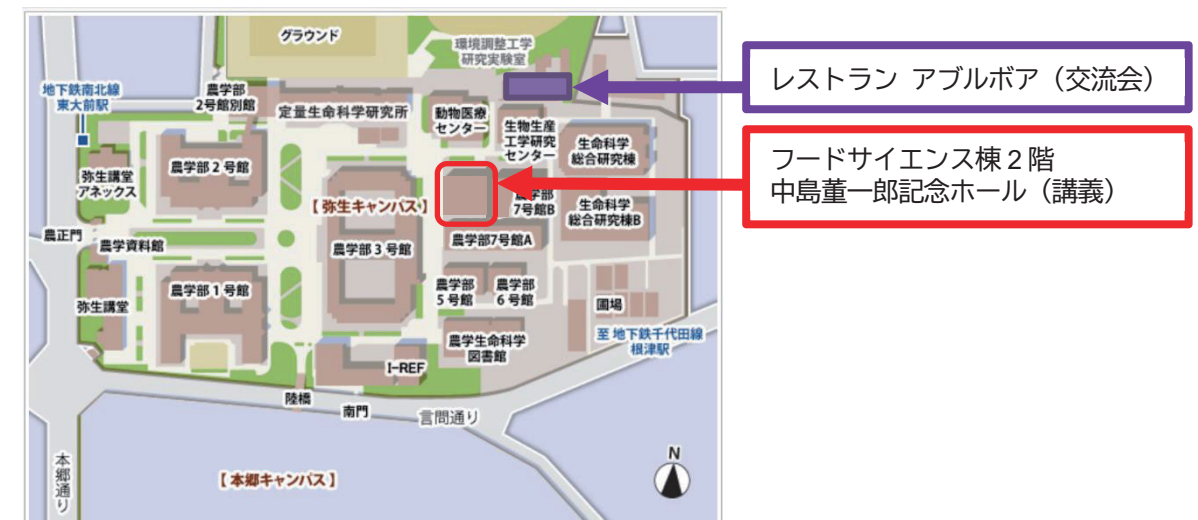 グラウンド
環境調整工学
研究実験室
レストラン アブルボア（交流会）
地下鉄南北線
東大前駅
農学部
2号館別館
定量生命科学研究所
動物医療
センター
生物生産
工学研究
センター
生命科学
総合研究棟
フードサイエンス棟２階
中島董一郎記念ホール（講義）
弥生講堂
アネックス
農学部2号館
【弥生キャンパス】
農学部
7号館B
生命科学
総合研究棟B
農正門
農学資料館
農学部3号館
農学部7号館A
弥生講堂
農学部1号館
農学部
5号館
農学部
6号館
圃場
至 地下鉄千代田線
根津駅
農学生命科学
図書館
I-REF
陸橋
南門
言問通り
本郷通り
【本郷キャンパス】
N